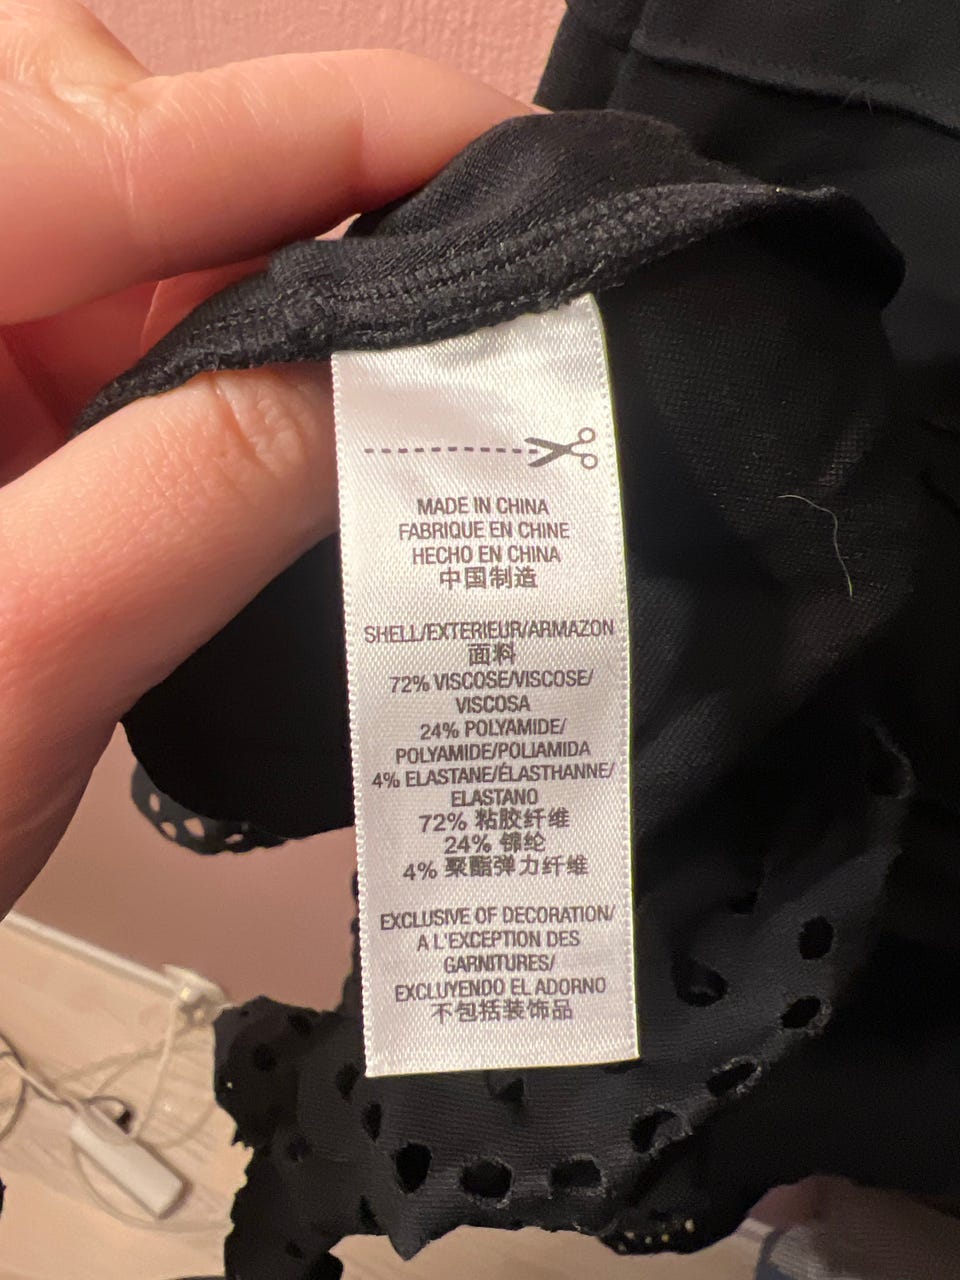 MADE IN CHINA
FABRIQUE EN CHINE
HECHO EN CHINA
中国制造
SHELL/EXTERIEUR/ARMAZON
面料
72% VISCOSE/VISCOSE/
VISCOSA
24% POLYAMIDE/
POLYAMIDE/POLIAMIDA
4% ELASTANE/ÉLASTHANNE/
ELASTANO
72% 粘胶纤维
24% 锦纶
4% 聚酯弹力纤维
EXCLUSIVE OF DECORATION/
A L'EXCEPTION DES
GARNITURES/
EXCLUYENDO EL ADORNO
不包括装饰品